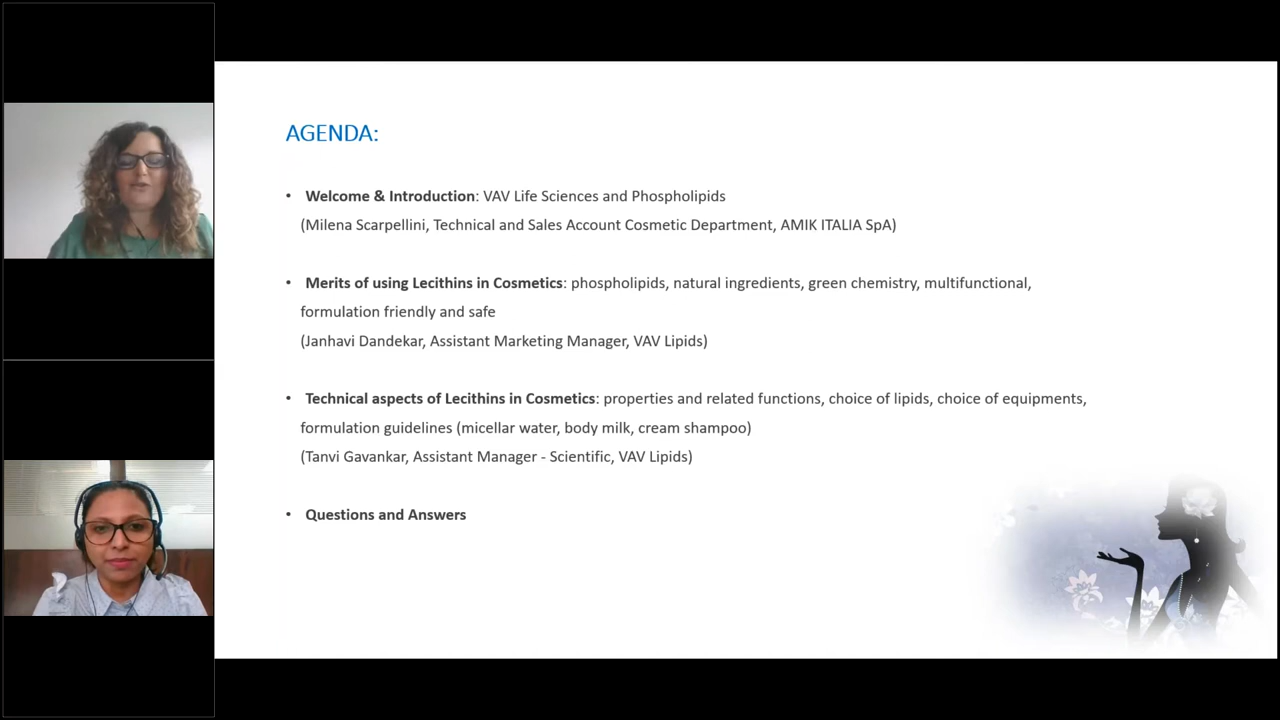 AGENDA:
• Welcome & Introduction: VAV Life Sciences and Phospholipids
(Milena Scarpellini, Technical and Sales Account Cosmetic Department, AMIK ITALIA SpA)
• Merits of using Lecithins in Cosmetics: phospholipids, natural ingredients, green chemistry, multifunctional,
formulation friendly and safe
(Janhavi Dandekar, Assistant Marketing Manager, VAV Lipids)
• Technical aspects of Lecithins in Cosmetics: properties and related functions, choice of lipids, choice of equipments,
formulation guidelines (micellar water, body milk, cream shampoo)
(Tanvi Gavankar, Assistant Manager - Scientific, VAV Lipids)
• Questions and Answers